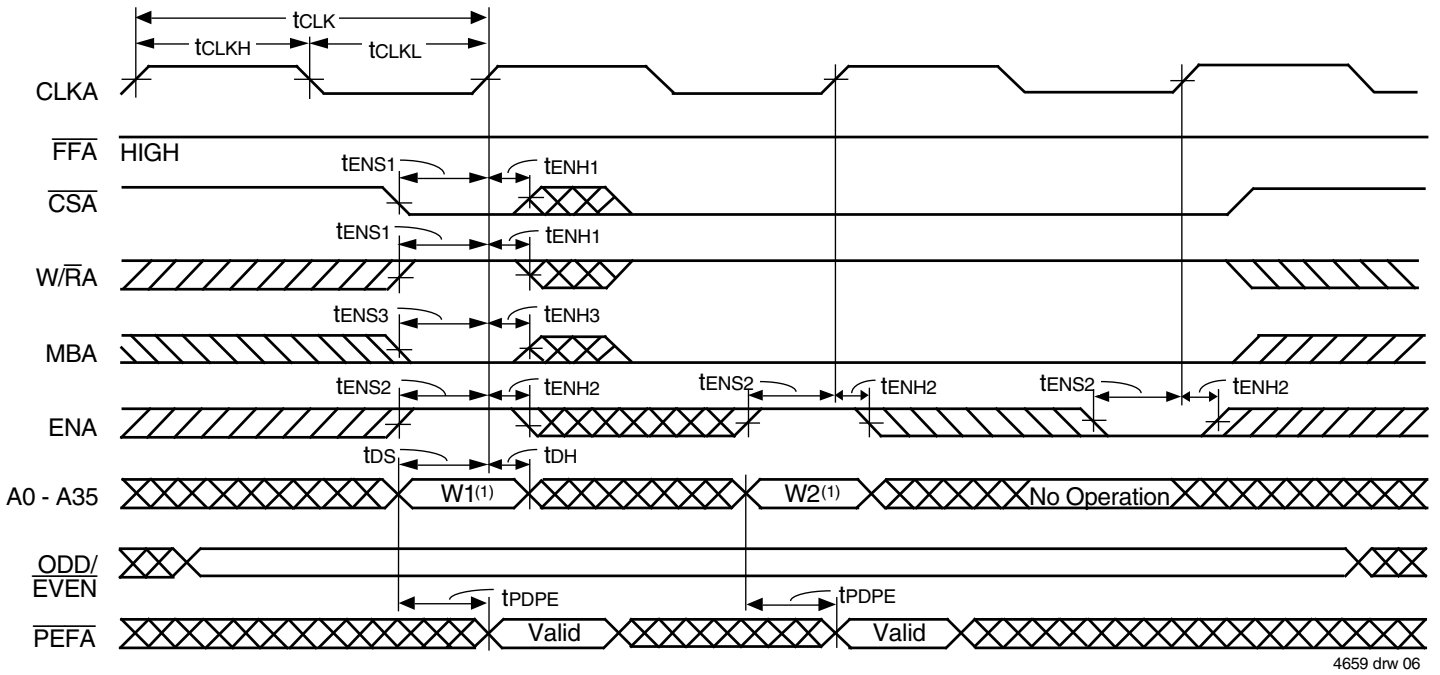 tCLK
tCLKH tCLKL
CLKA
FFA HIGH
tENS1 tENH1
CSA
tENS1 tENH1
W/RA
tENS3 tENH3
MBA
tENS2 tENH2 tENS2 tENH2 tENS2 tENH2
ENA
tDS tDH
A0 - A35 W1(1) W2(1) No Operation
ODD/
EVEN
tPDPE tPDPE
PEFA Valid Valid
4659 drw 06